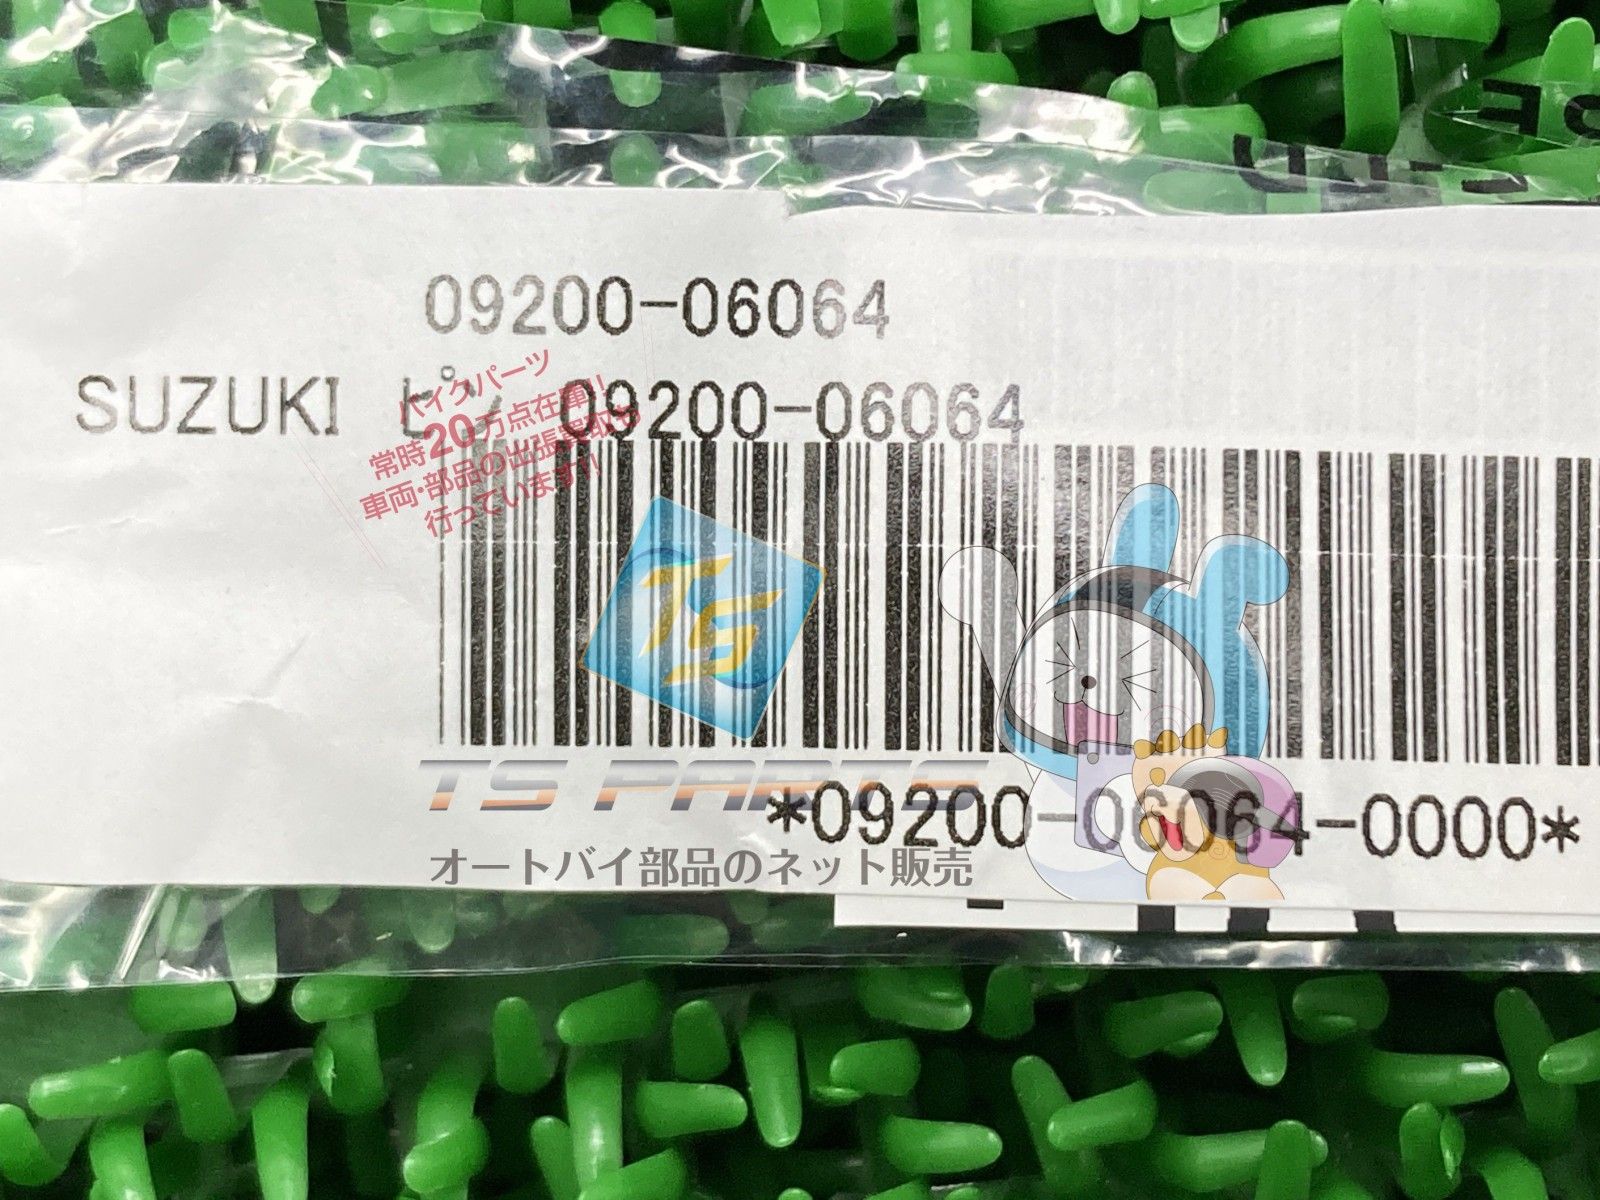 09200-06064
SUZUKI ピン 09200-06064
バイクパーツ
常時20万点在庫!!
車両・部品の出張買取も
行っています!!
TS
TS PARTS
*09200-06064-0000*
オートバイ部品のネット販売